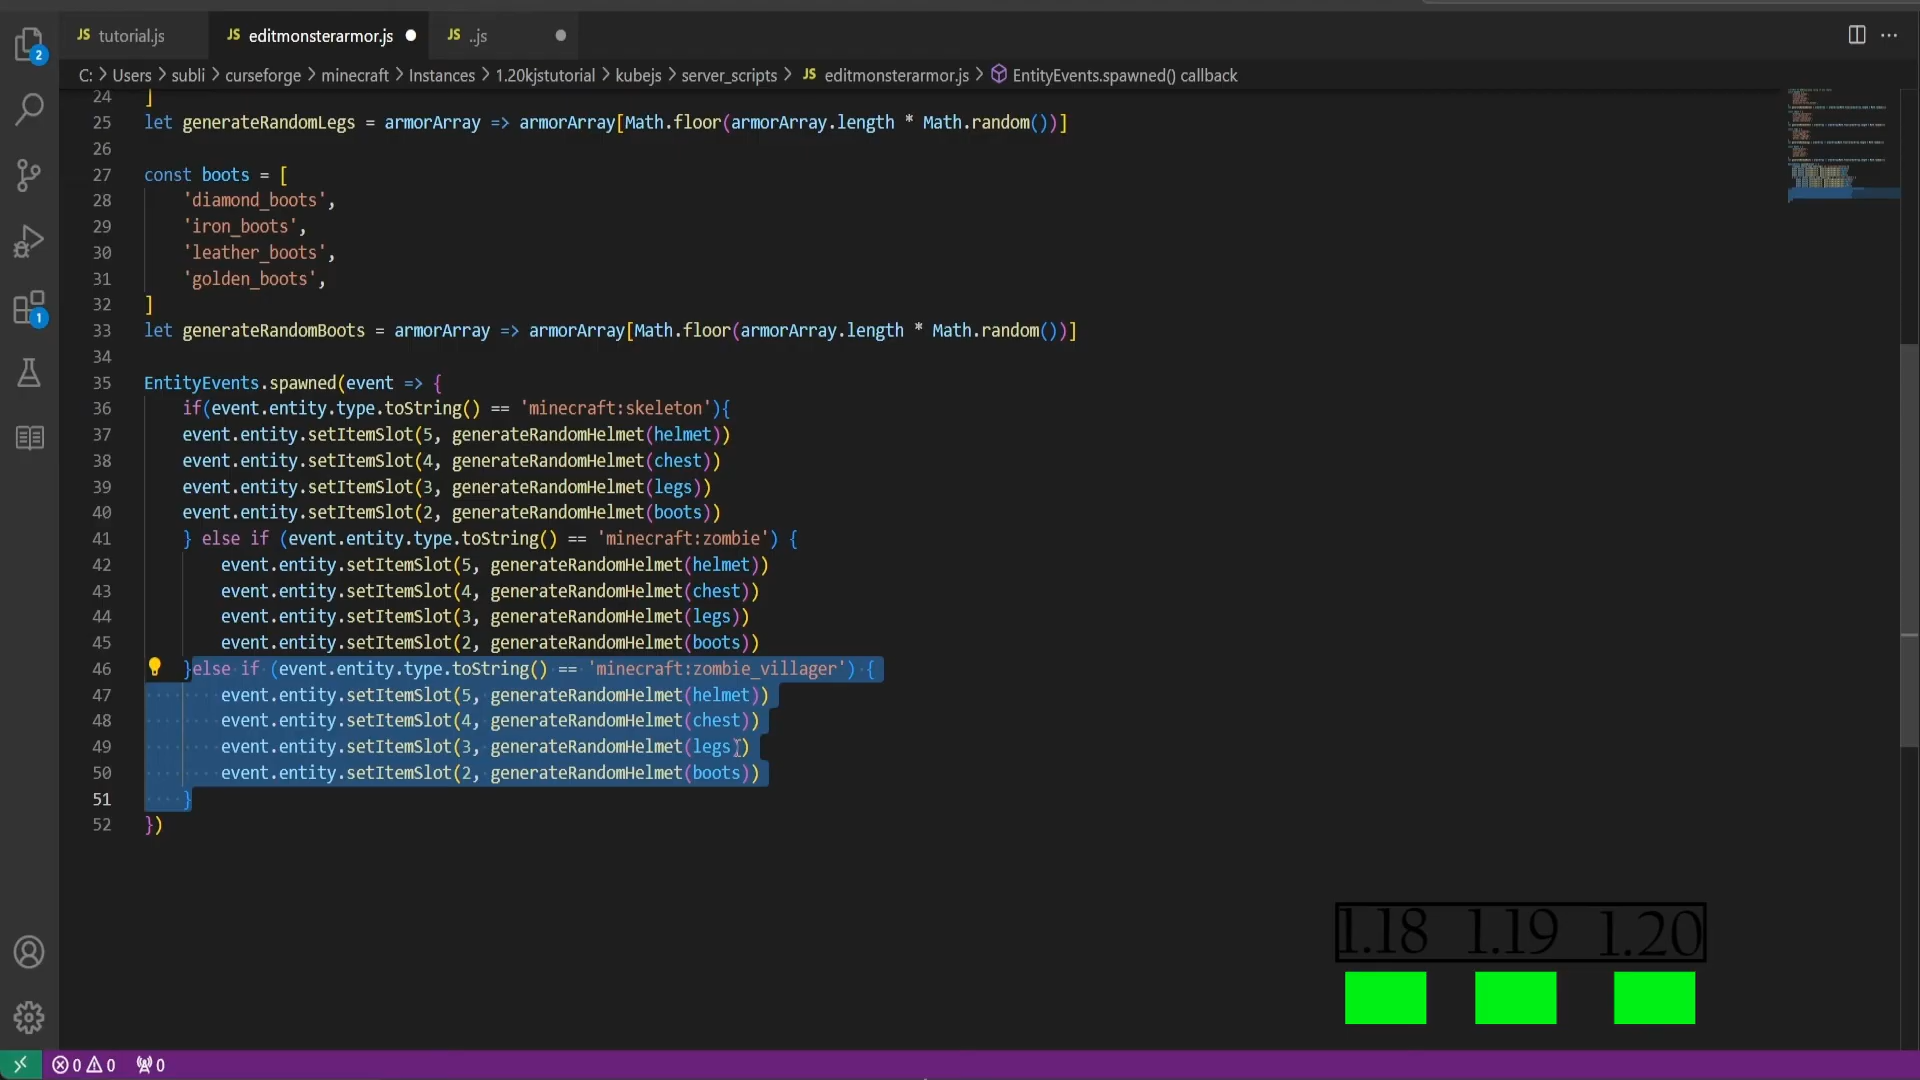 JS tutorial.js JS editmonsterarmor.js JS ..js
C: > Users > subli > curseforge > minecraft > Instances > 1.20kjstutorial > kubejs > server_scripts > JS editmonsterarmor.js > EntityEvents.spawned() callback
24 ]
25 let generateRandomLegs = armorArray => armorArray[Math.floor(armorArray.length * Math.random())]
26
27 const boots = [
28 'diamond_boots',
29 'iron_boots',
30 'leather_boots',
31 'golden_boots',
32 ]
33 let generateRandomBoots = armorArray => armorArray[Math.floor(armorArray.length * Math.random())]
34
35 EntityEvents.spawned(event => {
36 if(event.entity.type.toString() == 'minecraft:skeleton'){
37 event.entity.setItemSlot(5, generateRandomHelmet(helmet))
38 event.entity.setItemSlot(4, generateRandomHelmet(chest))
39 event.entity.setItemSlot(3, generateRandomHelmet(legs))
40 event.entity.setItemSlot(2, generateRandomHelmet(boots))
41 } else if (event.entity.type.toString() == 'minecraft:zombie') {
42 event.entity.setItemSlot(5, generateRandomHelmet(helmet))
43 event.entity.setItemSlot(4, generateRandomHelmet(chest))
44 event.entity.setItemSlot(3, generateRandomHelmet(legs))
45 event.entity.setItemSlot(2, generateRandomHelmet(boots))
46 }else if (event.entity.type.toString() == 'minecraft:zombie_villager') {
47 event.entity.setItemSlot(5, generateRandomHelmet(helmet))
48 event.entity.setItemSlot(4, generateRandomHelmet(chest))
49 event.entity.setItemSlot(3, generateRandomHelmet(legs))
50 event.entity.setItemSlot(2, generateRandomHelmet(boots))
51 }
52 })
2
1
1.18 1.19 1.20
0 0 0